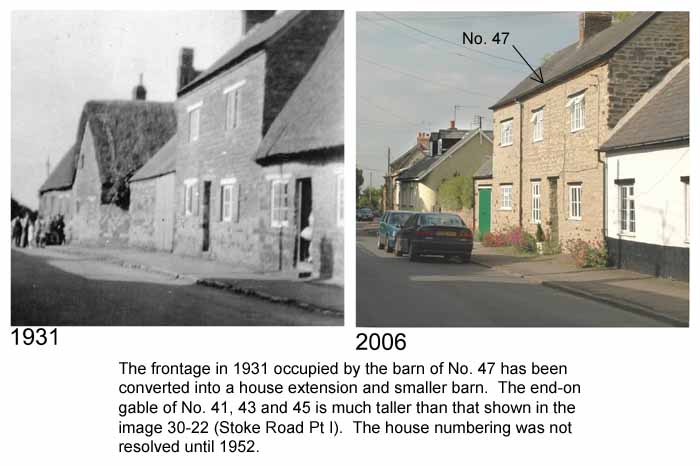 No. 47
1931
2006
The frontage in 1931 occupied by the barn of No. 47 has been
converted into a house extension and smaller barn.  The end-on
gable of No. 41, 43 and 45 is much taller than that shown in the
image 30-22 (Stoke Road Pt I).  The house numbering was not
resolved until 1952.